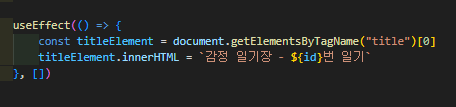 useEffect(() => {
    const titleElement = document.getElementsByTagName("title")[0]
    titleElement.innerHTML = `감정 일기장 - ${id}번 일기`
}, [])